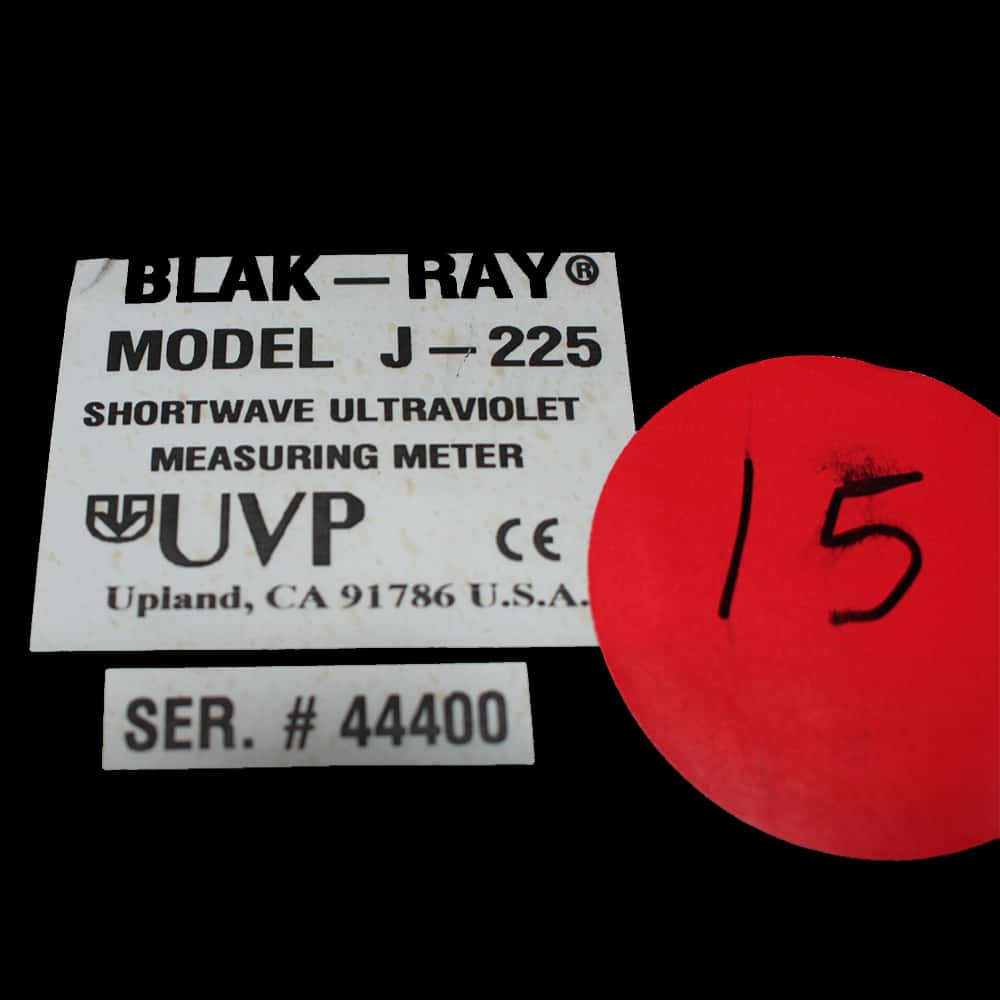 BLAK-RAY®
MODEL J-225
SHORTWAVE ULTRAVIOLET
MEASURING METER
UVP CE
Upland, CA 91786 U.S.A.
SER. # 44400
15